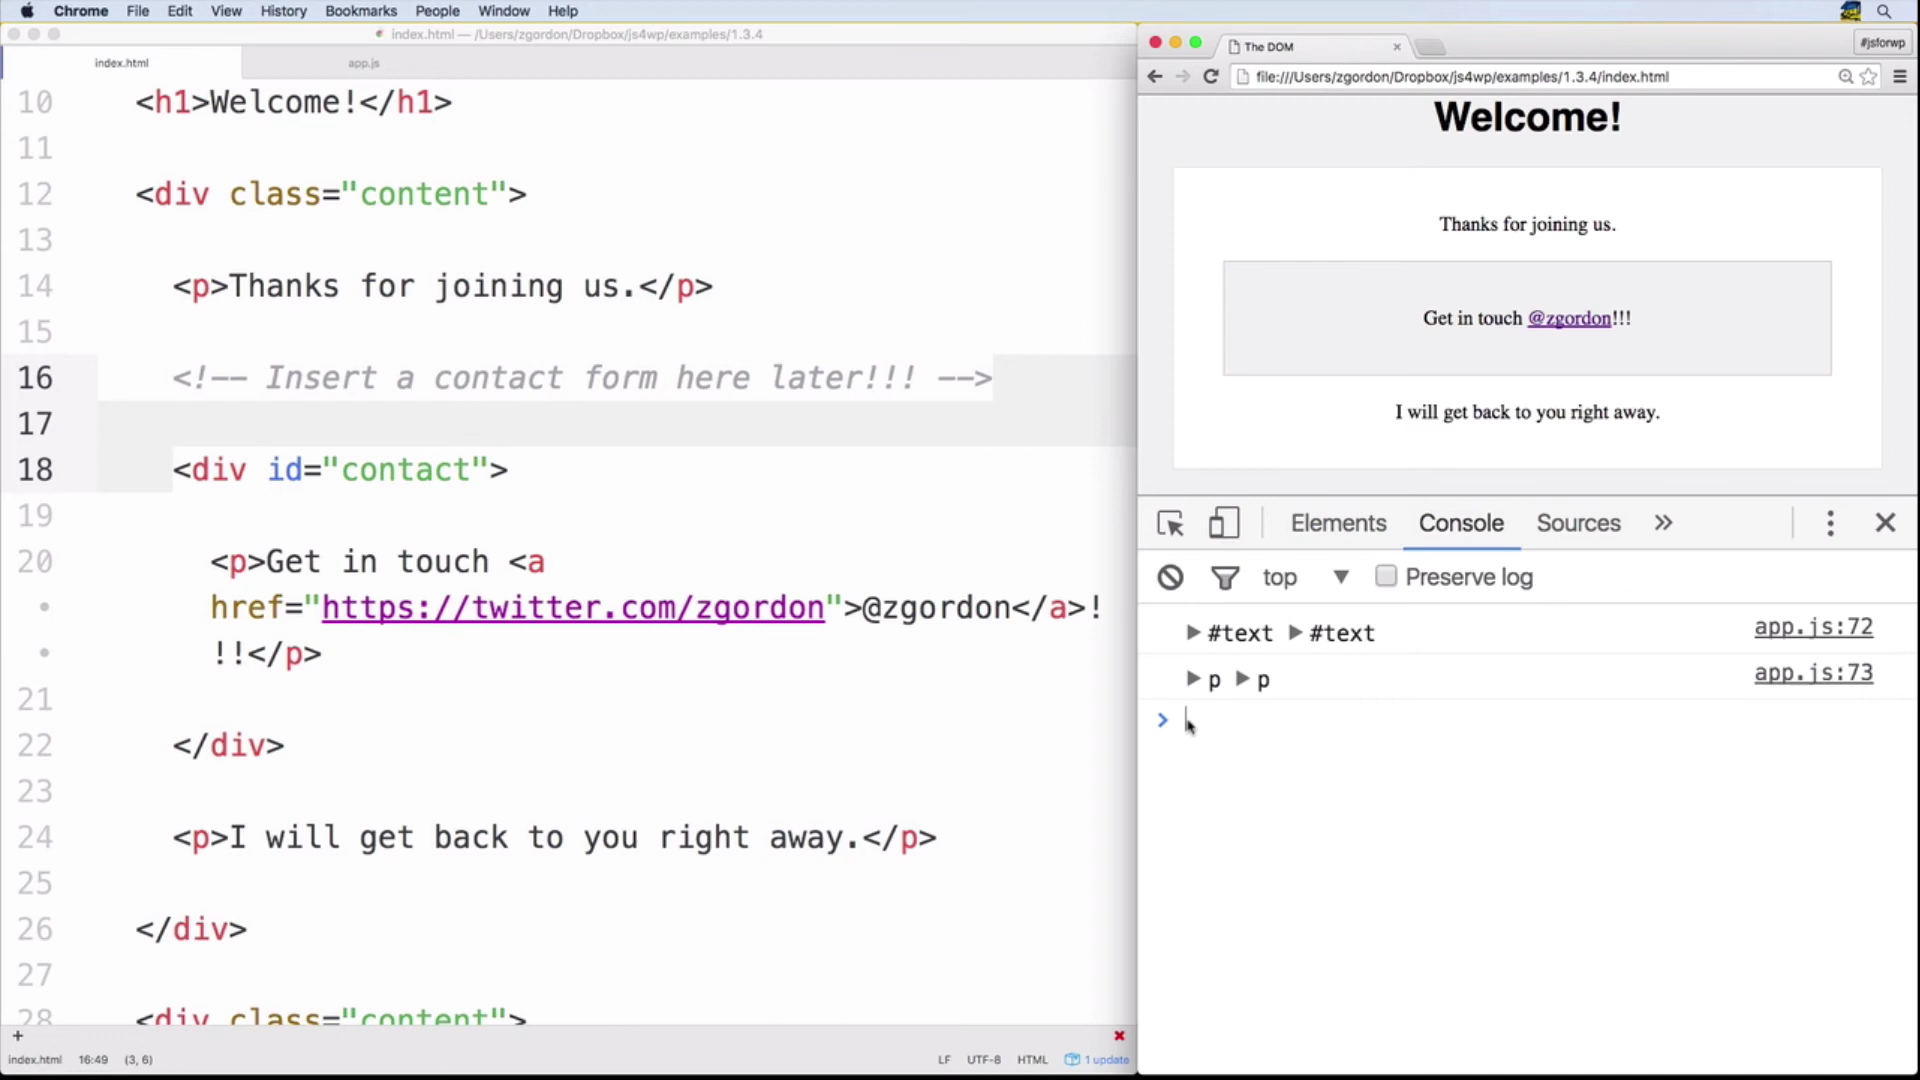 Chrome File Edit View History Bookmarks People Window Help
index.html — /Users/zgordon/Dropbox/js4wp/examples/1.3.4
index.html app.js
10 <h1>Welcome!</h1>
11
12 <div class="content">
13
14 <p>Thanks for joining us.</p>
15
16 <!-- Insert a contact form here later!!! -->
17
18 <div id="contact">
19
20 <p>Get in touch <a
• href="https://twitter.com/zgordon">@zgordon</a>!
• !!</p>
21
22 </div>
23
24 <p>I will get back to you right away.</p>
25
26 </div>
27
28 <div class="content">
+
index.html 16:49 (3, 6) LF UTF-8 HTML 1 update
The DOM #jsforwp
file:///Users/zgordon/Dropbox/js4wp/examples/1.3.4/index.html
Welcome!
Thanks for joining us.
Get in touch @zgordon!!!
I will get back to you right away.
Elements Console Sources »
top Preserve log
#text #text app.js:72
p p app.js:73
>